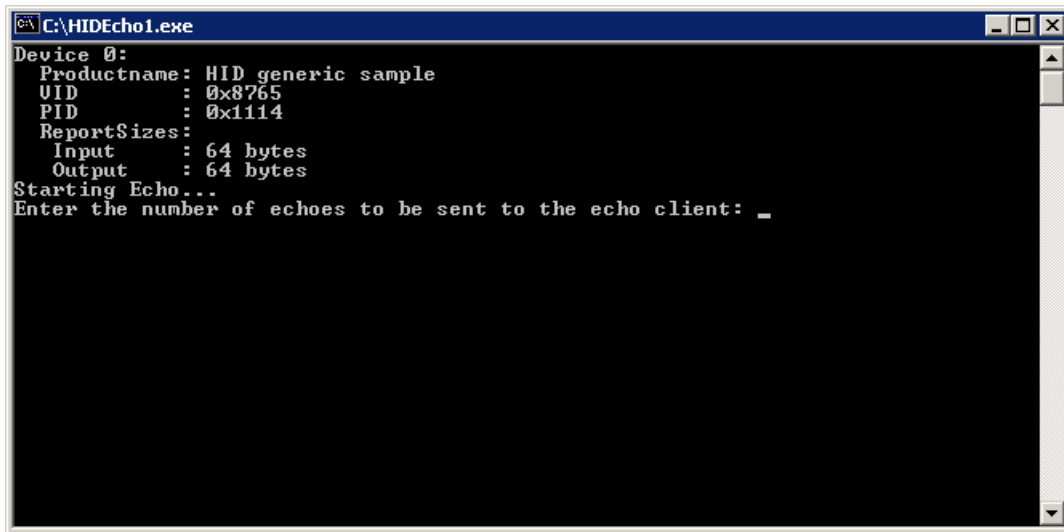 C:\HIDEcho1.exe
Device 0:
  Productname: HID generic sample
  VID        : 0x8765
  PID        : 0x1114
  ReportSizes:
   Input     : 64 bytes
   Output    : 64 bytes
Starting Echo...
Enter the number of echoes to be sent to the echo client: _